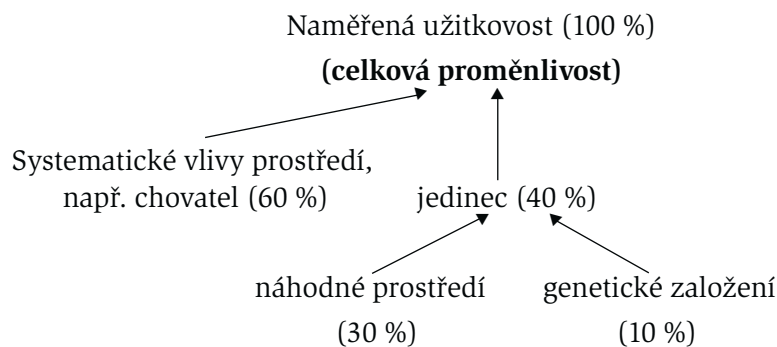 Naměřená užitkovost (100 %)
(celková proměnlivost)
Systematické vlivy prostředí,
např. chovatel (60 %)
jedinec (40 %)
náhodné prostředí
(30 %)
genetické založení
(10 %)